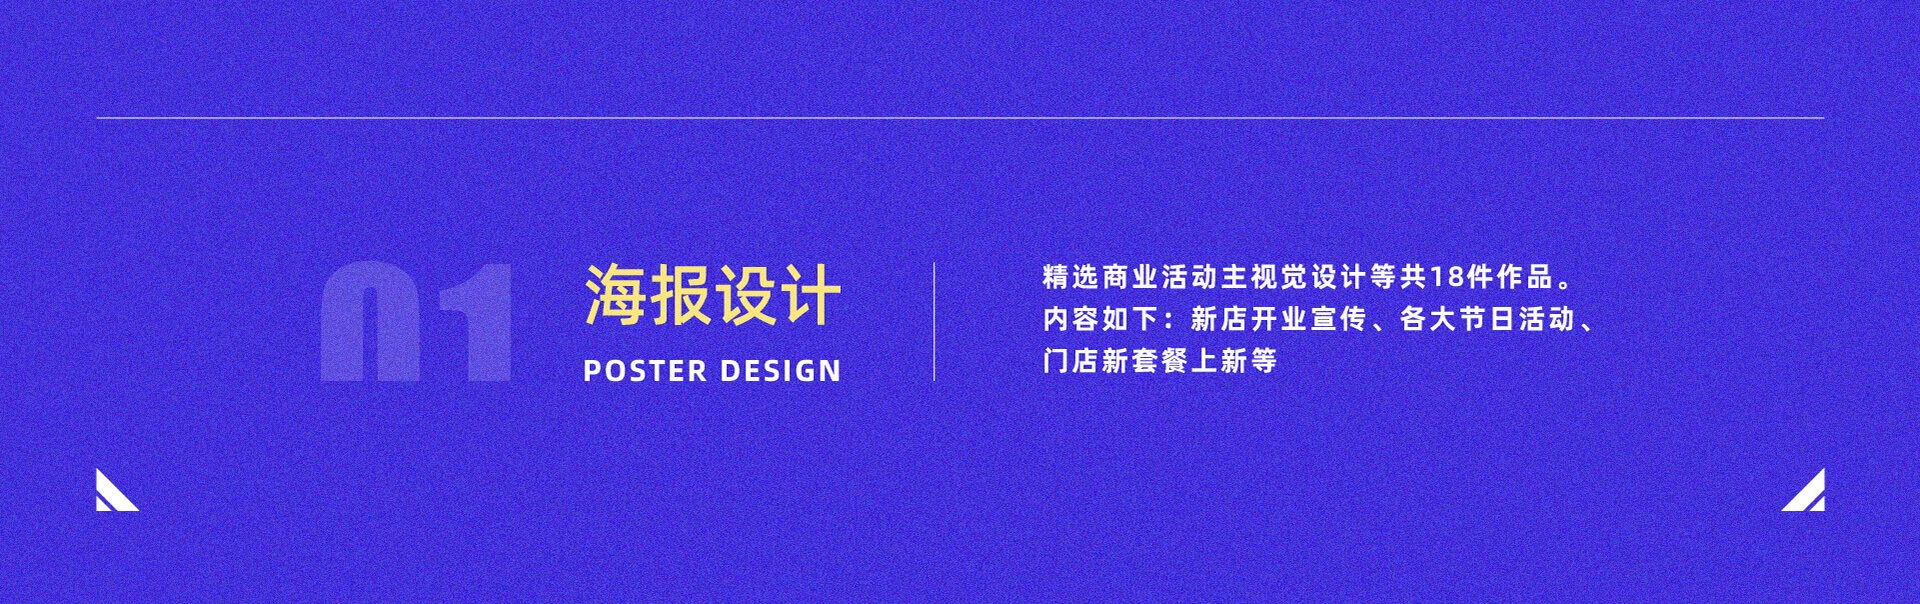 01
海报设计
POSTER DESIGN
精选商业活动主视觉设计等共18件作品。
内容如下：新店开业宣传、各大节日活动、
门店新套餐上新等